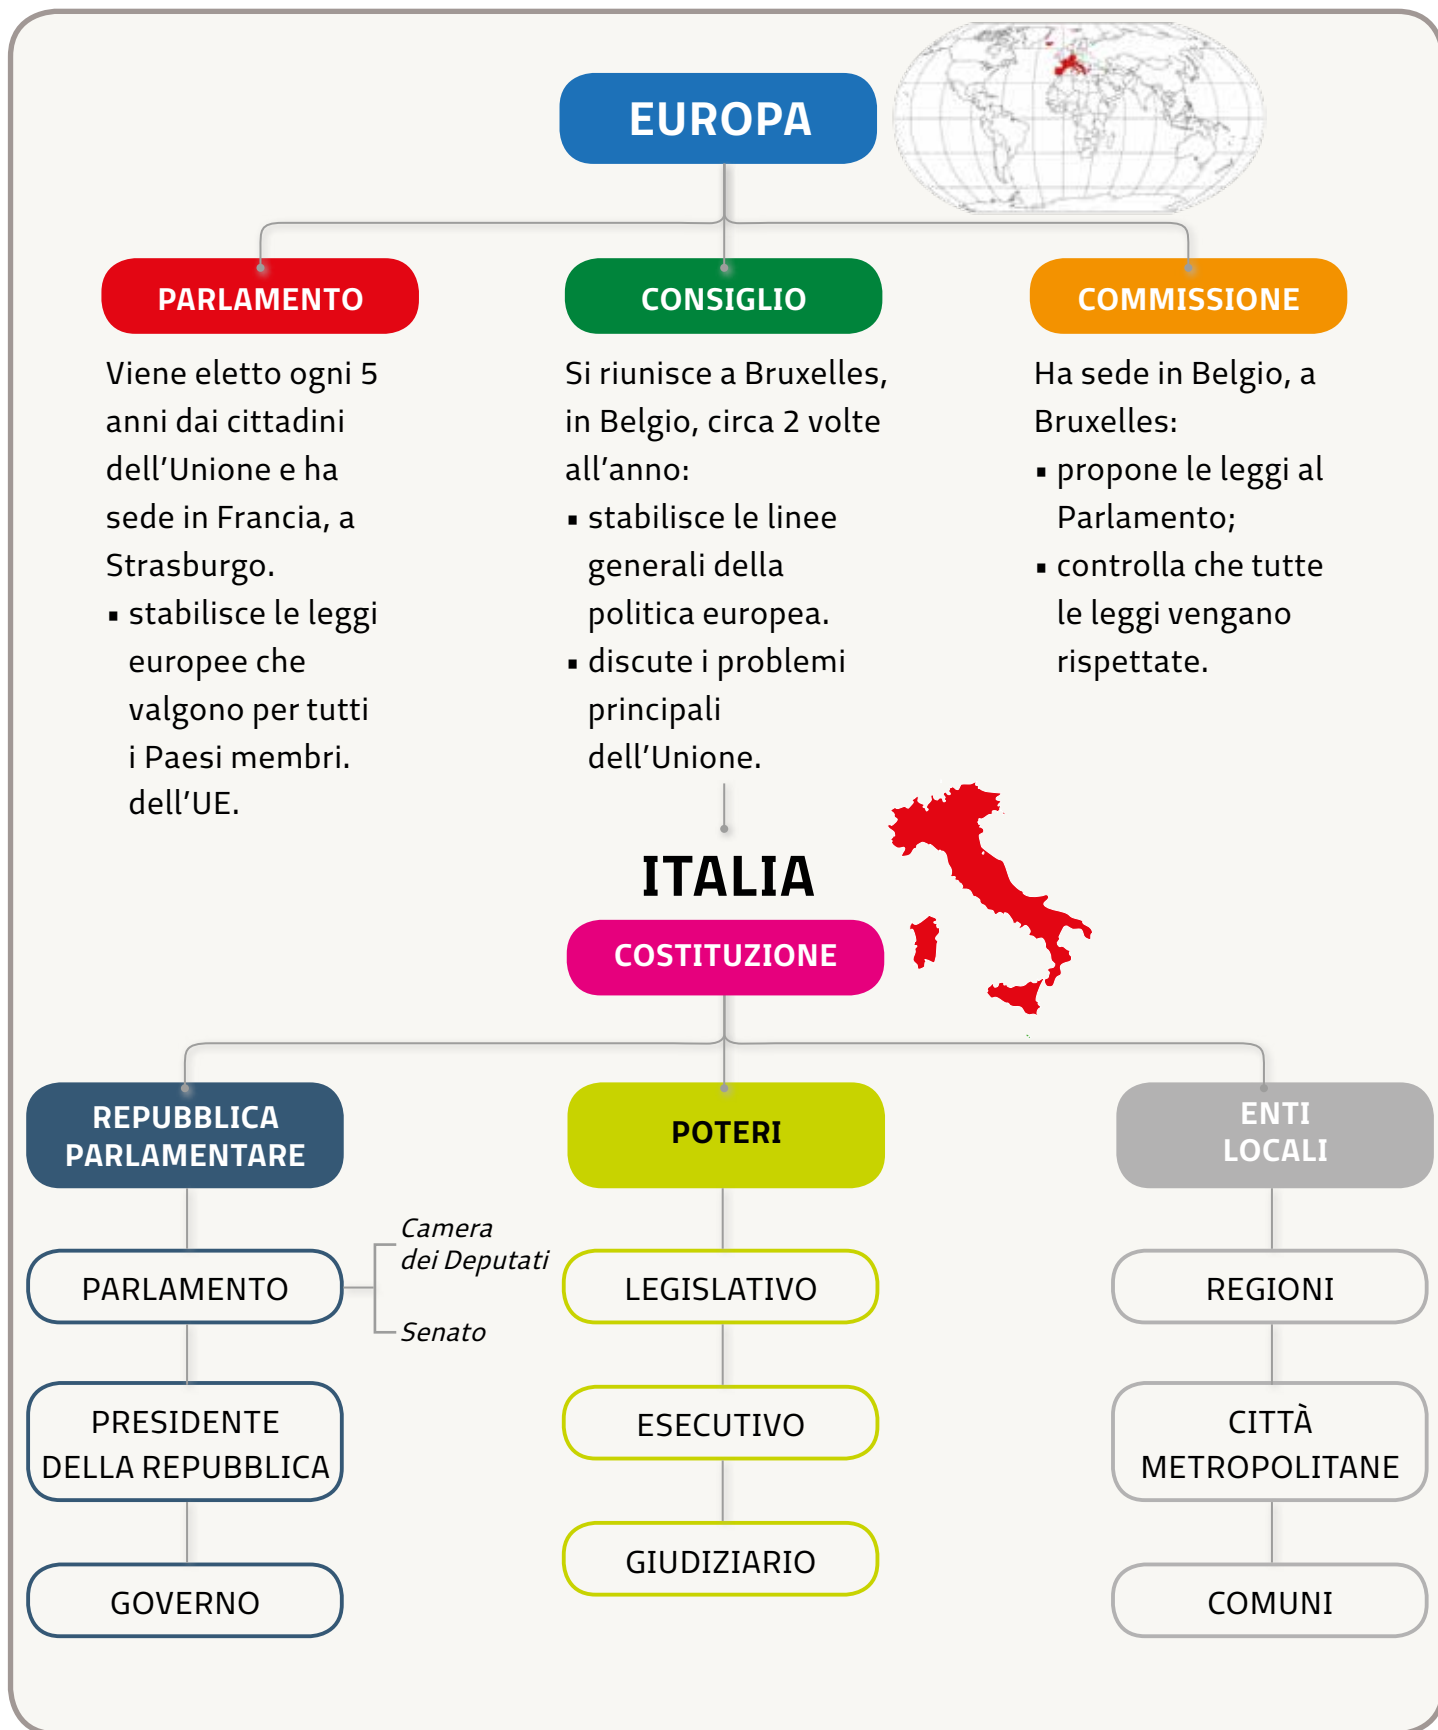 EUROPA
PARLAMENTO
Viene eletto ogni 5
anni dai cittadini
dell'Unione e ha
sede in Francia, a
Strasburgo.
▪ stabilisce le leggi
europee che
valgono per tutti
i Paesi membri.
dell'UE.
CONSIGLIO
Si riunisce a Bruxelles,
in Belgio, circa 2 volte
all'anno:
▪ stabilisce le linee
generali della
politica europea.
▪ discute i problemi
principali
dell'Unione.
COMMISSIONE
Ha sede in Belgio, a
Bruxelles:
▪ propone le leggi al
Parlamento;
▪ controlla che tutte
le leggi vengano
rispettate.
ITALIA
COSTITUZIONE
REPUBBLICA
PARLAMENTARE
PARLAMENTO
Camera
dei Deputati
Senato
PRESIDENTE
DELLA REPUBBLICA
GOVERNO
POTERI
LEGISLATIVO
ESECUTIVO
GIUDIZIARIO
ENTI
LOCALI
REGIONI
CITTÀ
METROPOLITANE
COMUNI